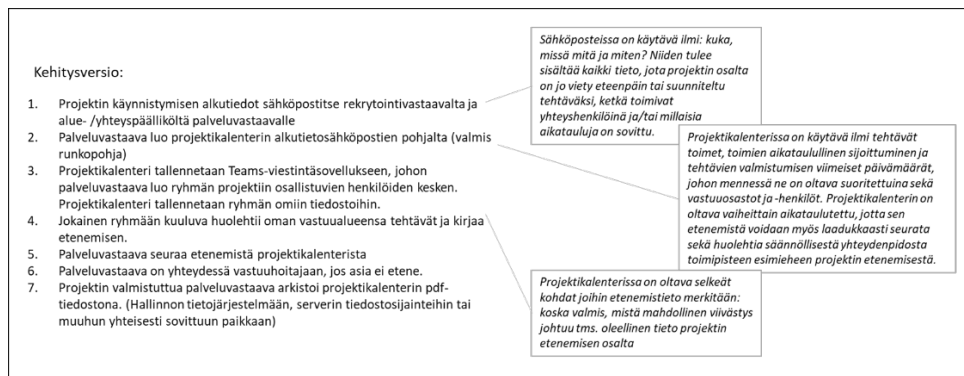 Kehitysversio:
1. Projektin käynnistymisen alkutiedot sähköpostitse rekrytointivastaavalta ja
alue- /yhteyspäälliköltä palveluvastaavalle
2. Palveluvastaava luo projektikalenterin alkutietosähköpostien pohjalta (valmis
runkopohja)
3. Projektikalenteri tallennetaan Teams-viestintäsovellukseen, johon
palveluvastaava luo ryhmän projektiin osallistuvien henkilöiden kesken.
Projektikalenteri tallennetaan ryhmän omiin tiedostoihin.
4. Jokainen ryhmään kuuluva huolehtii oman vastuualueensa tehtävät ja kirjaa
etenemisen.
5. Palveluvastaava seuraa etenemistä projektikalenterista
6. Palveluvastaava on yhteydessä vastuuhoitajaan, jos asia ei etene.
7. Projektin valmistuttua palveluvastaava arkistoi projektikalenterin pdf-
tiedostona. (Hallinnon tietojärjestelmään, serverin tiedostosijainteihin tai
muuhun yhteisesti sovittuun paikkaan)
Sähköposteissa on käytävä ilmi: kuka,
missä mitä ja miten? Niiden tulee
sisältää kaikki tieto, jota projektin osalta
on jo viety eteenpäin tai suunniteltu
tehtäväksi, ketkä toimivat
yhteyshenkilöinä ja/tai millaisia
aikatauluja on sovittu.
Projektikalenterissa on käytävä ilmi tehtävät
toimet, toimien aikataulullinen sijoittuminen ja
tehtävien valmistumisen viimeiset päivämäärät,
johon mennessä ne on oltava suoritettuina sekä
vastuuosastot ja -henkilöt. Projektikalenterin on
oltava vaiheittain aikataulutettu, jotta sen
etenemistä voidaan myös laadukkaasti seurata
sekä huolehtia säännöllisestä yhteydenpidosta
toimipisteen esimieheen projektin etenemisestä.
Projektikalenterissa on oltava selkeät
kohdat joihin etenemistieto merkitään:
koska valmis, mistä mahdollinen viivästys
johtuu tms. oleellinen tieto projektin
etenemisen osalta